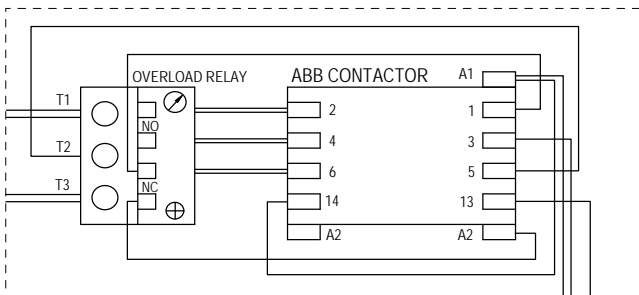 OVERLOAD RELAY
ABB CONTACTOR
A1
T1
2
1
NO
4
3
T2
6
5
T3
NC
14
13
A2
A2